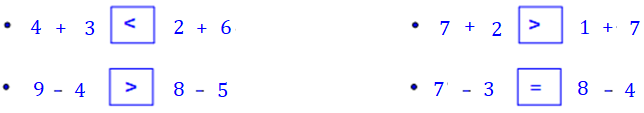 • 4 + 3 < 2 + 6 • 7 + 2 > 1 + 7
• 9 - 4 > 8 - 5 • 7 - 3 = 8 - 4